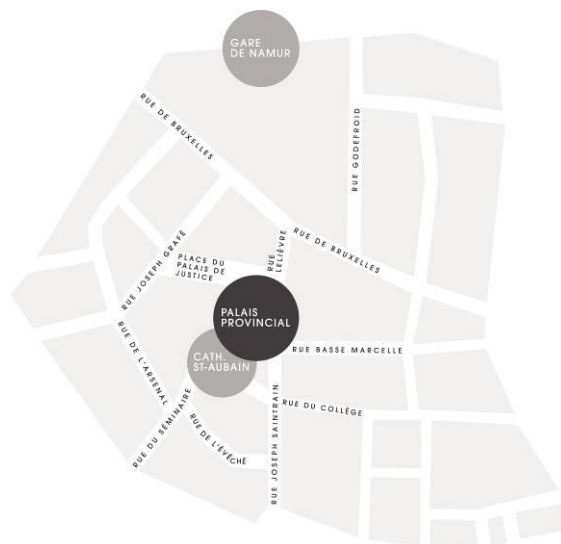 GARE
DE NAMUR
RUE DE BRUXELLES
RUE GODEFROID
RUE JOSEPH GRAFÉ
PLACE DU
PALAIS DE
JUSTICE
RUE
LELIÈVRE
RUE DE BRUXELLES
PALAIS
PROVINCIAL
RUE BASSE MARCELLE
CATH.
ST-AUBAIN
RUE DE L'ARSENAL
RUE DU COLLÈGE
RUE DU SÉMINAIRE
RUE DE L'EVÊCHÉ
RUE JOSEPH SAINTRAIN